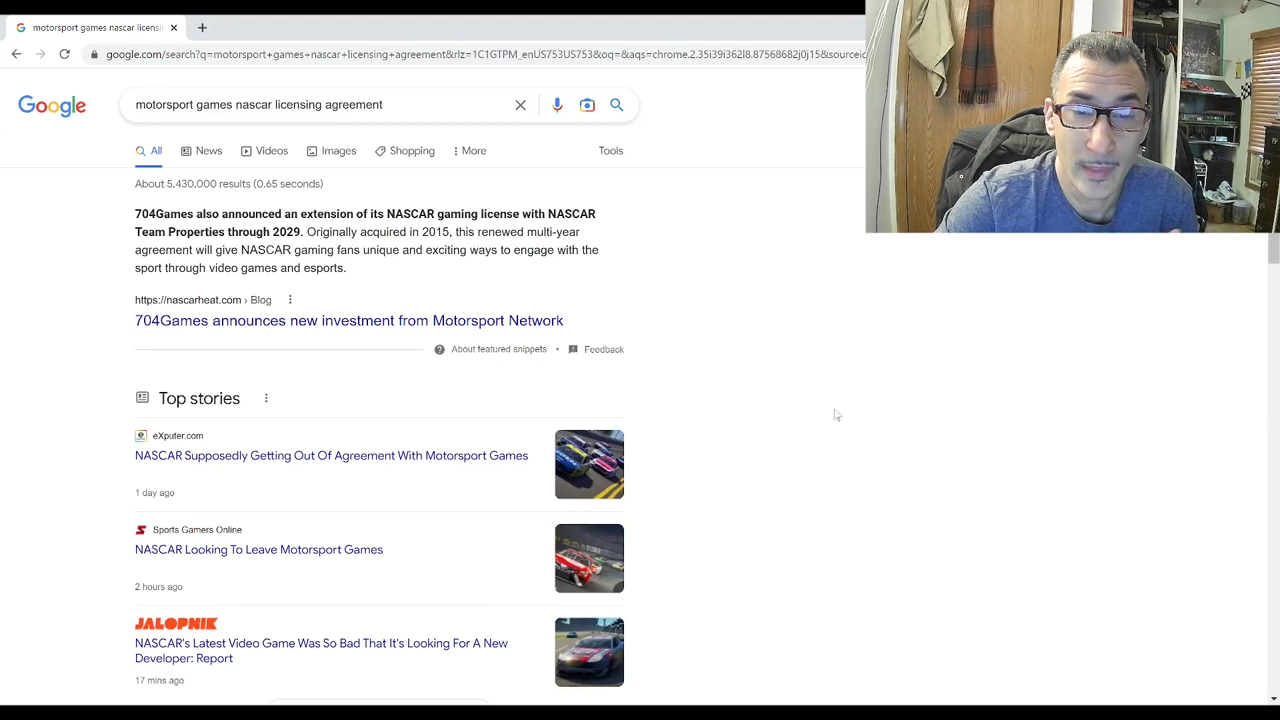 motorsport games nascar licensin
google.com/search?q=motorsport+games+nascar+licensing+agreement&rlz=1C1GTPM_enUS753US753&oq=&aqs=chrome.2.35i39i362l8.87568682j0j15&sourceic
Google
motorsport games nascar licensing agreement
All News Videos Images Shopping More Tools
About 5,430,000 results (0.65 seconds)
704Games also announced an extension of its NASCAR gaming license with NASCAR
Team Properties through 2029. Originally acquired in 2015, this renewed multi-year
agreement will give NASCAR gaming fans unique and exciting ways to engage with the
sport through video games and esports.
https://nascarheat.com › Blog
704Games announces new investment from Motorsport Network
About featured snippets • Feedback
Top stories
eXputer.com
NASCAR Supposedly Getting Out Of Agreement With Motorsport Games
1 day ago
Sports Gamers Online
NASCAR Looking To Leave Motorsport Games
2 hours ago
JALOPNIK
NASCAR's Latest Video Game Was So Bad That It's Looking For A New
Developer: Report
17 mins ago